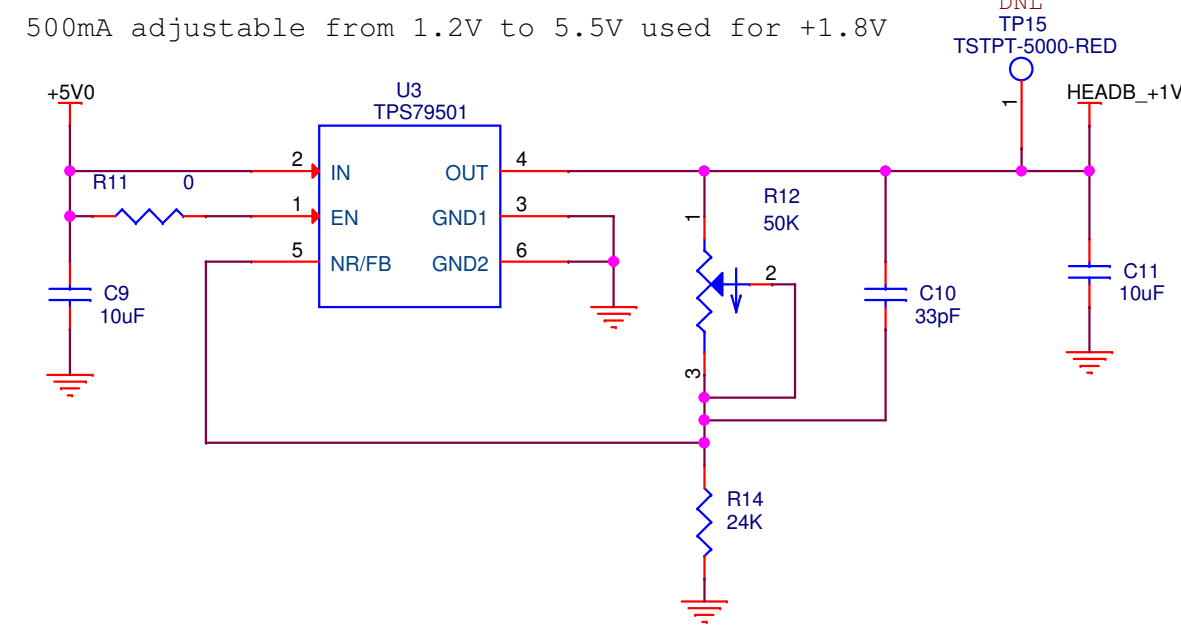 DNL
500mA adjustable from 1.2V to 5.5V used for +1.8V
TP15
TSTPT-5000-RED
+5V0
U3
TPS79501
HEADB_+1V
1
2
IN
OUT
4
R11
0
1
EN
GND1
3
5
NR/FB
GND2
6
R12
50K
1
2
3
C9
10uF
C10
33pF
C11
10uF
R14
24K